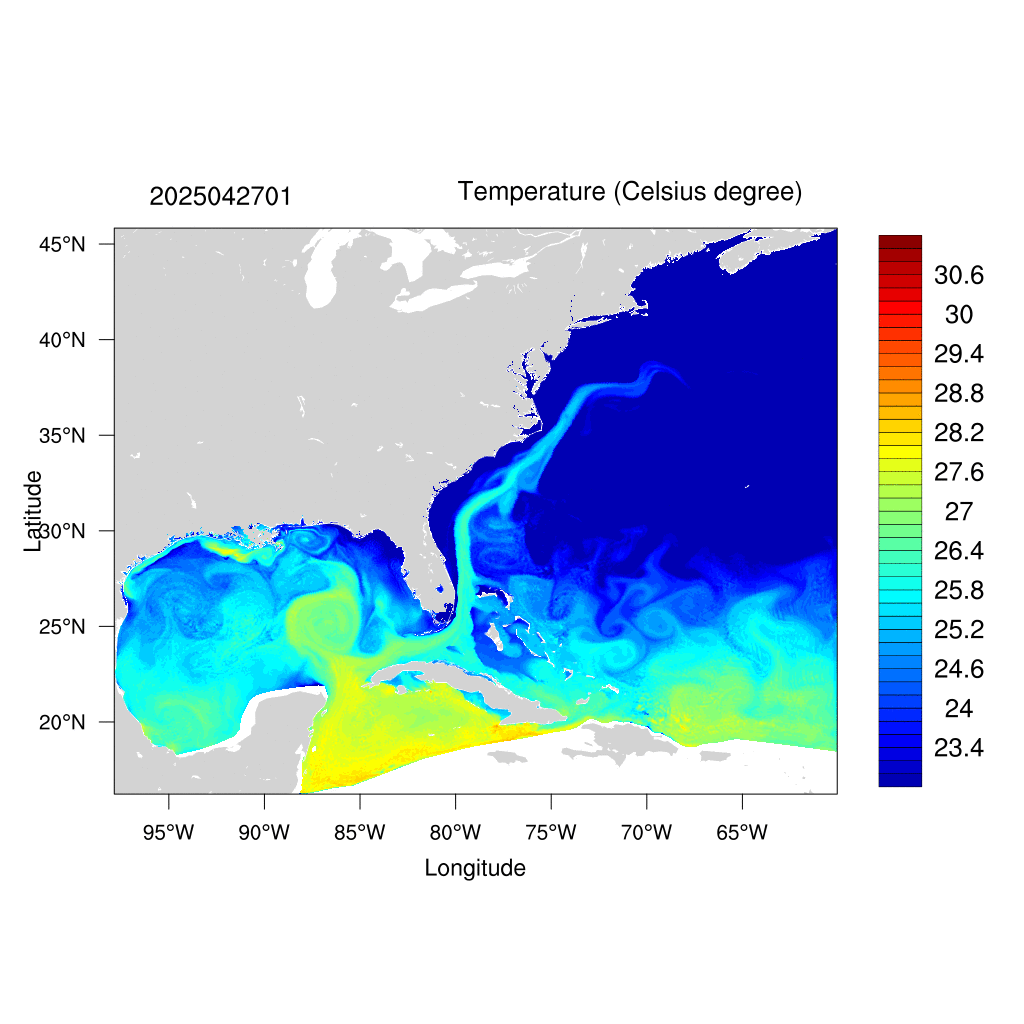 2025042701
Temperature (Celsius degree)
45°N
40°N
35°N
30°N
25°N
20°N
Latitude
95°W
90°W
85°W
80°W
75°W
70°W
65°W
Longitude
30.6
30
29.4
28.8
28.2
27.6
27
26.4
25.8
25.2
24.6
24
23.4